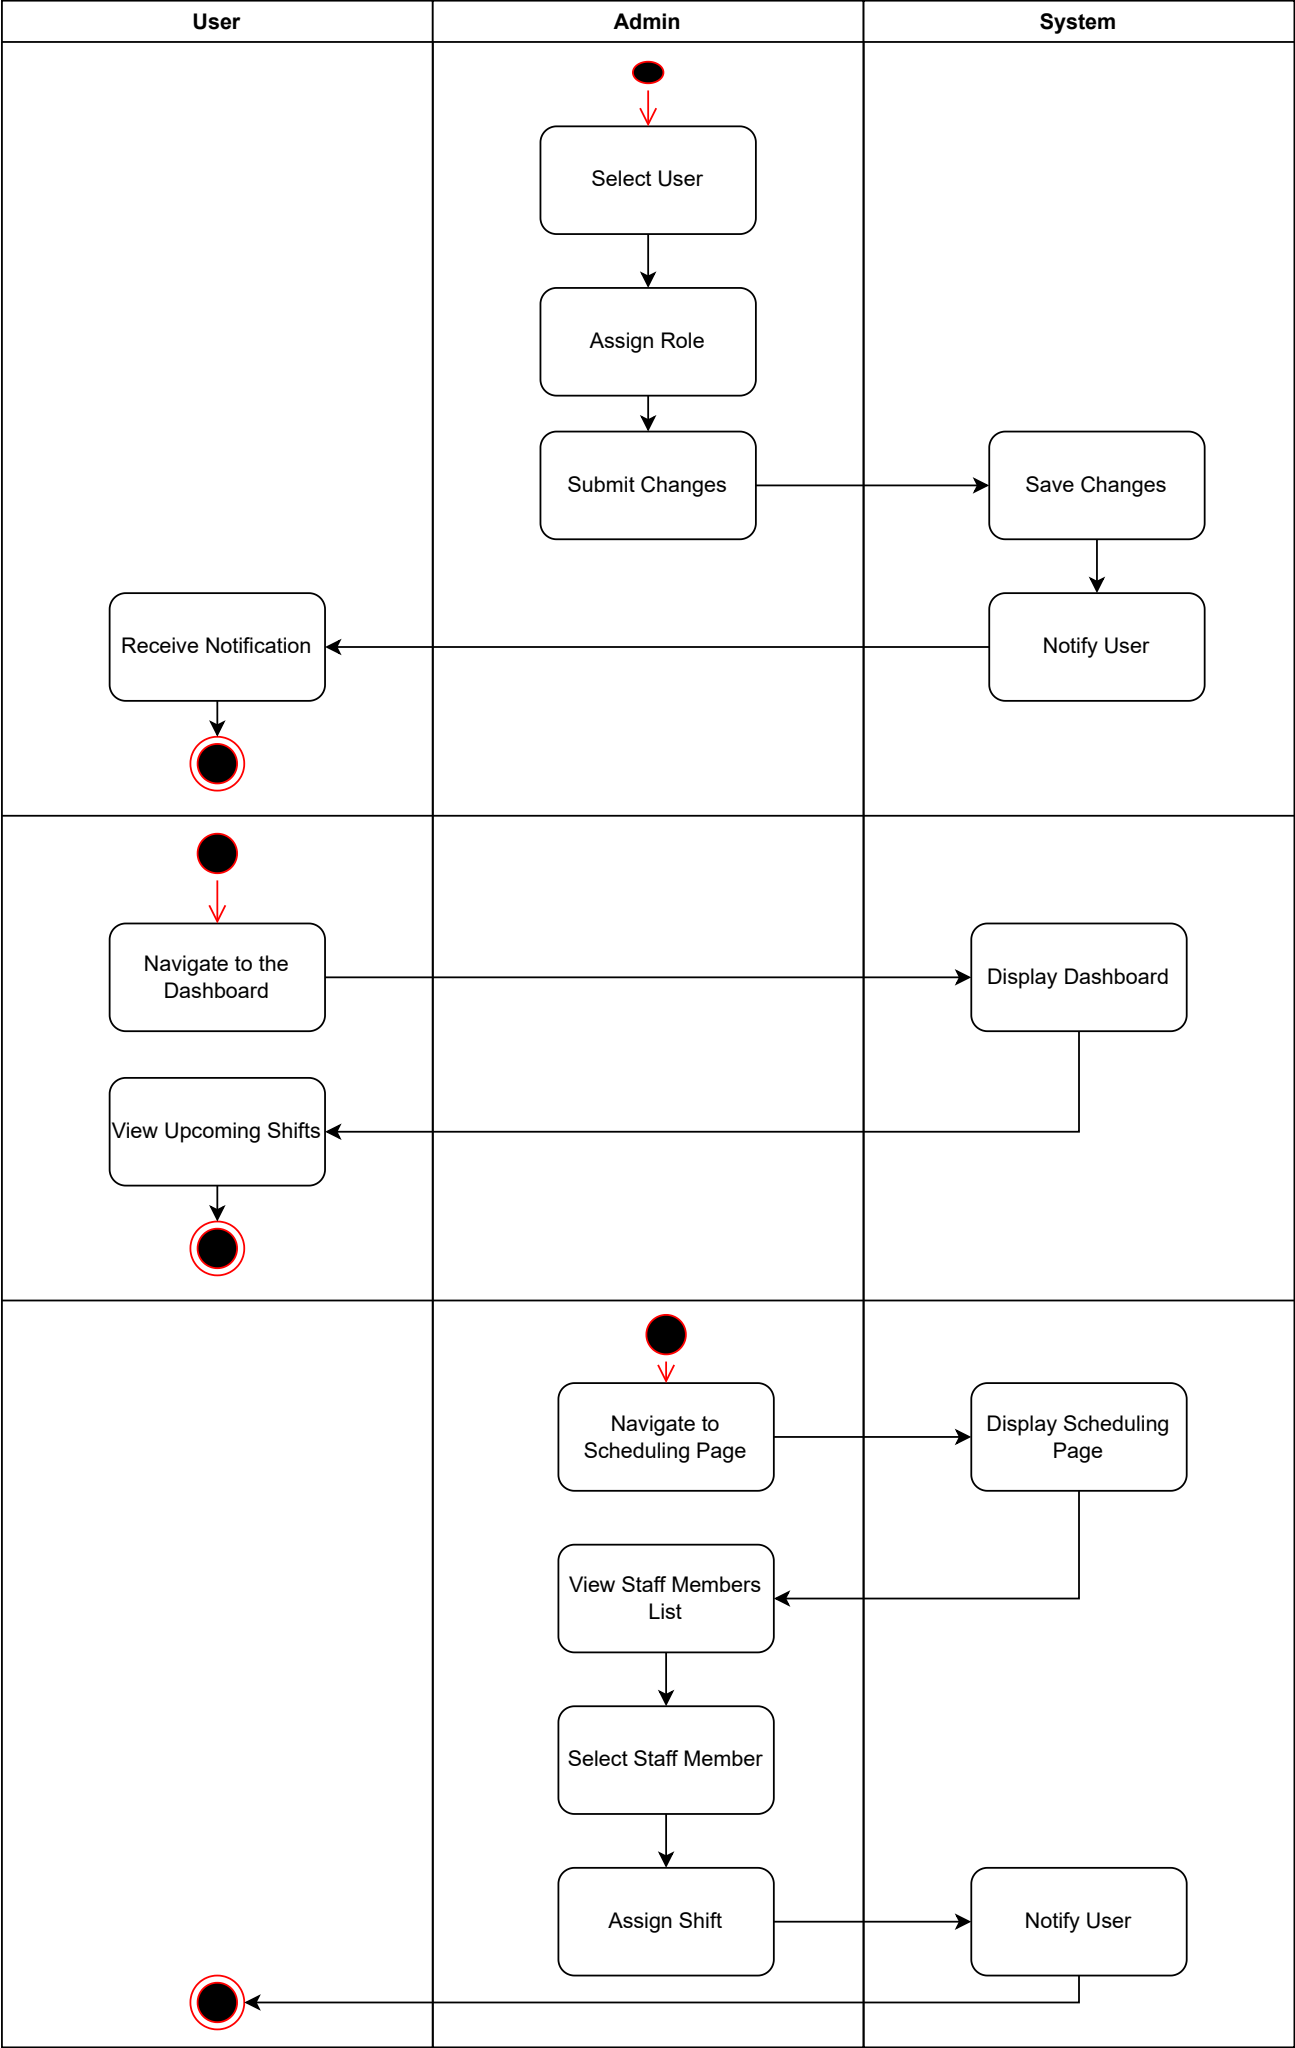 User
Admin
System
Select User
Assign Role
Submit Changes
Save Changes
Receive Notification
Notify User
Navigate to the
Dashboard
Display Dashboard
View Upcoming Shifts
Navigate to
Scheduling Page
Display Scheduling
Page
View Staff Members
List
Select Staff Member
Assign Shift
Notify User